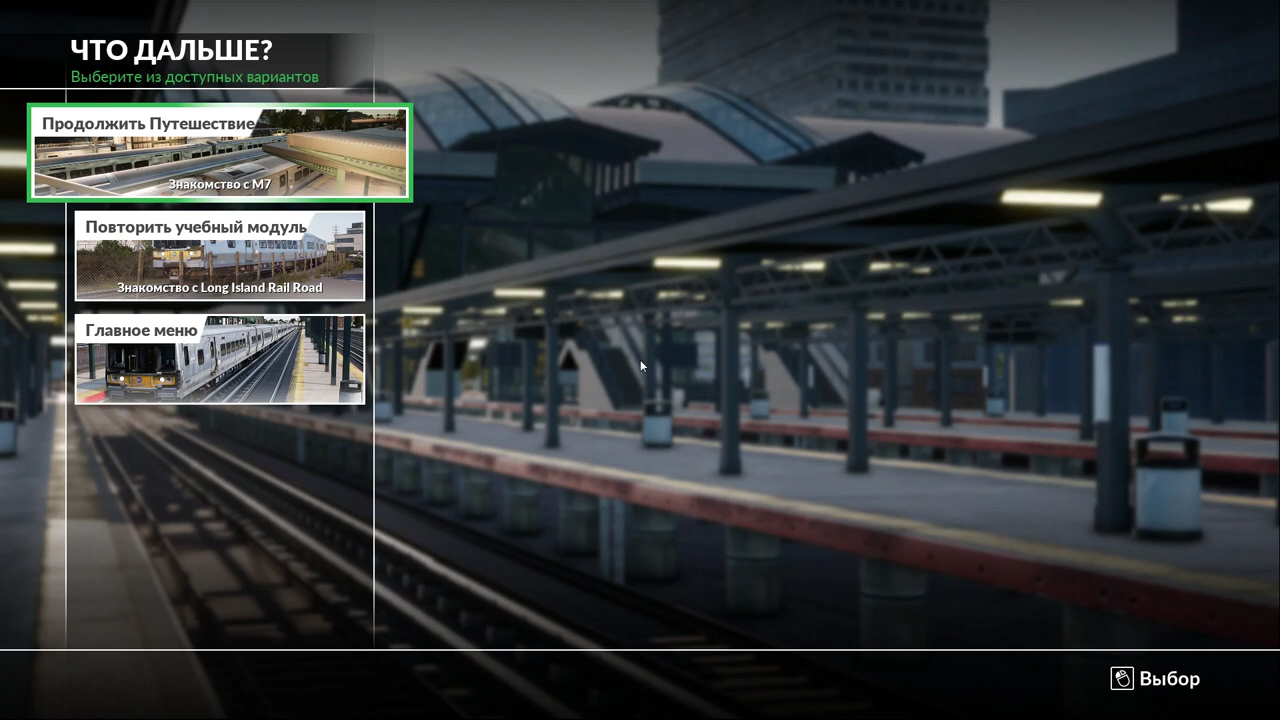 ЧТО ДАЛЬШЕ?
Выберите из доступных вариантов
Продолжить Путешествие
Знакомство с M7
Повторить учебный модуль
Знакомство с Long Island Rail Road
Главное меню
Выбор